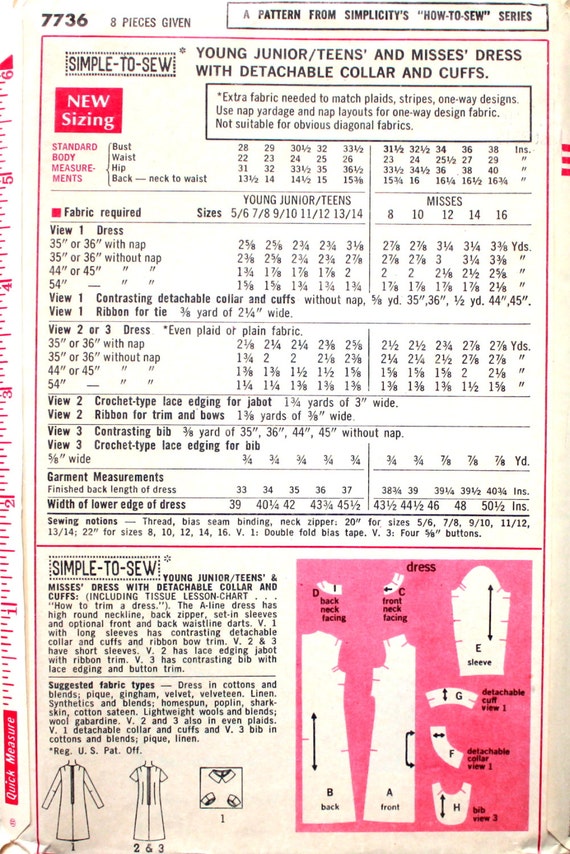 7736 8 PIECES GIVEN A PATTERN FROM SIMPLICITY'S "HOW-TO-SEW" SERIES
SIMPLE-TO-SEW* YOUNG JUNIOR/TEENS' AND MISSES' DRESS
WITH DETACHABLE COLLAR AND CUFFS.
NEW
Sizing
*Extra fabric needed to match plaids, stripes, one-way designs.
Use nap yardage and nap layouts for one-way design fabric.
Not suitable for obvious diagonal fabrics.
STANDARD Bust 28 29 30½ 32 33½ 31½ 32½ 34 36 38 Ins.
BODY Waist 22 23 24 25 26 23 24 25½ 27 29 "
MEASURE- Hip 31 32 33½ 35 36½ 33½ 34½ 36 38 40 "
MENTS Back — neck to waist 13½ 14 14½ 15 15⅜ 15¾ 16 16¼ 16½ 16¾ "
YOUNG JUNIOR/TEENS MISSES
Fabric required Sizes 5/6 7/8 9/10 11/12 13/14 8 10 12 14 16
View 1 Dress
35" or 36" with nap 2⅝ 2⅝ 2¾ 2¾ 3⅛ 2⅞ 2⅞ 3¼ 3¼ 3⅜ Yds.
35" or 36" without nap 2⅜ 2⅝ 2¾ 2¾ 2⅞ 2⅞ 2⅞ 3 3¼ 3⅜ "
44" or 45" " " 1¾ 1⅞ 1⅞ 1⅞ 2 2 2 2⅛ 2½ 2⅝ "
54" — " " 1⅝ 1⅝ 1¾ 1¾ 1¾ 1⅞ 1⅞ 1⅞ 1⅞ 1⅞ "
View 1 Contrasting detachable collar and cuffs without nap, ⅝ yd. 35",36", ½ yd. 44",45".
View 1 Ribbon for tie ⅜ yard of 2¼" wide.
View 2 or 3 Dress *Even plaid or plain fabric.
35" or 36" with nap 2⅛ 2¼ 2¼ 2⅜ 2⅝ 2½ 2½ 2¾ 2⅞ 2⅞ Yds.
35" or 36" without nap 1¾ 2 2 2⅛ 2⅜ 2¼ 2¼ 2½ 2⅞ 2⅞ "
44" or 45" " " 1⅜ 1⅜ 1½ 1½ 1⅝ 1⅝ 1⅝ 1⅝ 2 2⅛ "
54" — " " 1¼ 1¼ 1⅜ 1⅜ 1⅜ 1⅜ 1⅜ 1⅜ 1½ 1⅝ "
View 2 Crochet-type lace edging for jabot 1¾ yards of 3" wide.
View 2 Ribbon for trim and bows 1⅜ yards of ⅜" wide.
View 3 Contrasting bib ⅜ yard of 35", 36", 44", 45" without nap.
View 3 Crochet-type lace edging for bib
⅝" wide ¾ ¾ ¾ ¾ ¾ ¾ ¾ ⅞ ⅞ ⅞ Yd.
Garment Measurements
Finished back length of dress 33 34 35 36 37 38¾ 39 39¼ 39½ 40¾ Ins.
Width of lower edge of dress 39 40¼ 42 43¾ 45½ 43½ 44½ 46 48 50½ Ins.
Sewing notions — Thread, bias seam binding, neck zipper: 20" for sizes 5/6, 7/8, 9/10, 11/12,
13/14; 22" for sizes 8, 10, 12, 14, 16. V. 1: Double fold bias tape. V. 3: Four ⅝" buttons.
SIMPLE-TO-SEW* YOUNG JUNIOR/TEENS' &
MISSES' DRESS WITH DETACHABLE COLLAR AND
CUFFS: (INCLUDING TISSUE LESSON-CHART . . .
"How to trim a dress."). The A-line dress has
high round neckline, back zipper, set-in sleeves
and optional front and back waistline darts. V. 1
with long sleeves has contrasting detachable
collar and cuffs and ribbon bow trim. V. 2 & 3
have short sleeves. V. 2 has lace edging jabot
with ribbon trim. V. 3 has contrasting bib with
lace edging and button trim.
Suggested fabric types — Dress in cottons and
blends; pique, gingham, velvet, velveteen. Linen.
Synthetics and blends; homespun, poplin, shark-
skin, cotton sateen. Lightweight wools and blends;
wool gabardine. V. 2 and 3 also in even plaids.
V. 1 detachable collar and cuffs and V. 3 bib in
cottons and blends; pique, linen.
*Reg. U. S. Pat. Off.
1
2 & 3
1
dress
D I
back
neck
facing
C
front
neck
facing
E
sleeve
G
detachable
cuff
view 1
F
detachable
collar
view 1
H
bib
view 3
B
back
A
front
6
5
4
3
2
1
Quick Measure